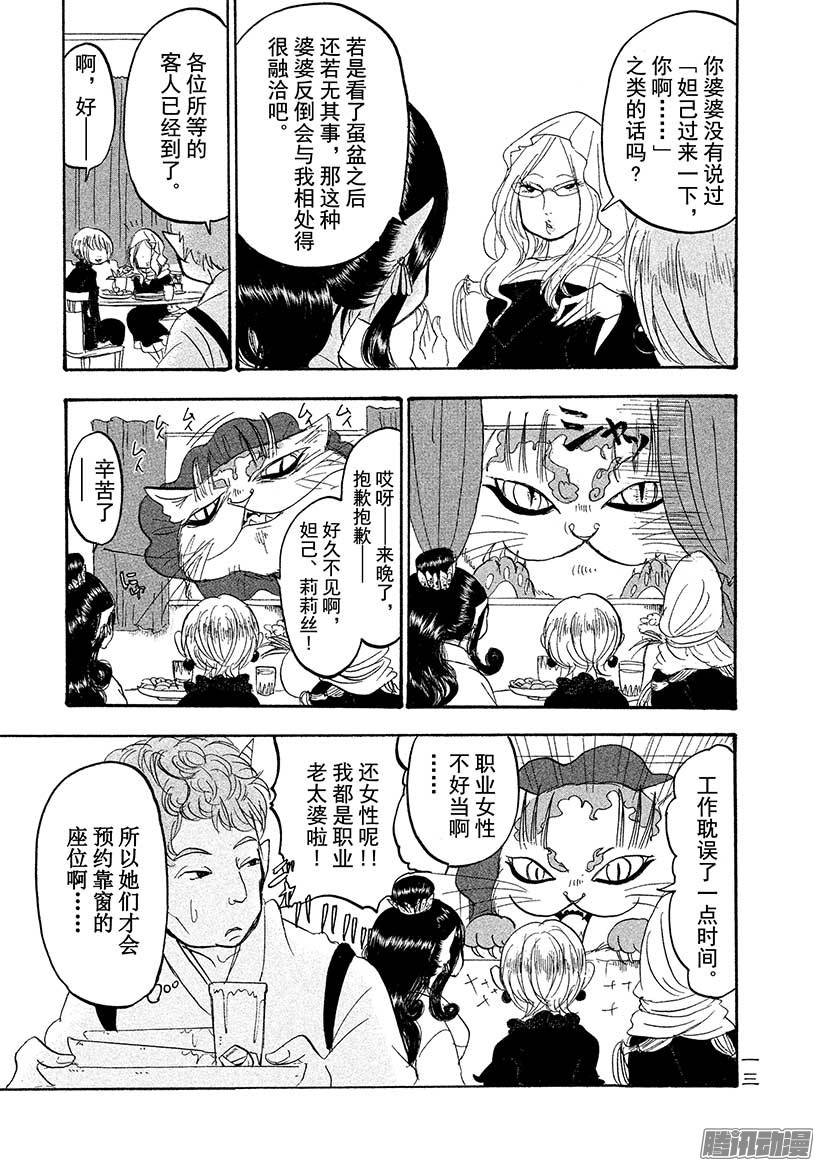 你婆婆没有说过
「妲己过来一下，
你啊……」
之类的话吗？
若是看了虿盆之后
还若无其事，那这种
婆婆反倒会与我相处得
很融洽吧。
各位所等的
客人已经到了。
啊，好——
シャッ
哎呀——来晚了，
抱歉抱歉——
好久不见啊，
妲己、莉莉丝！
ムス
ムス
辛苦了
——
工作耽误了一点时间。
职业女性
不好当啊
……
还女性呢！！
我都是职业
老太婆啦！
所以她们才会
预约靠窗的
座位啊……
一三
腾讯动漫